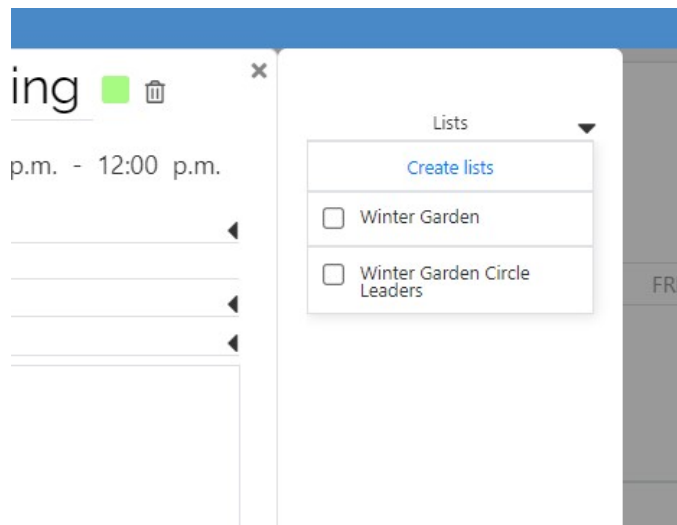 ing
p.m. - 12:00 p.m.
Lists
Create lists
Winter Garden
Winter Garden Circle
Leaders
FR